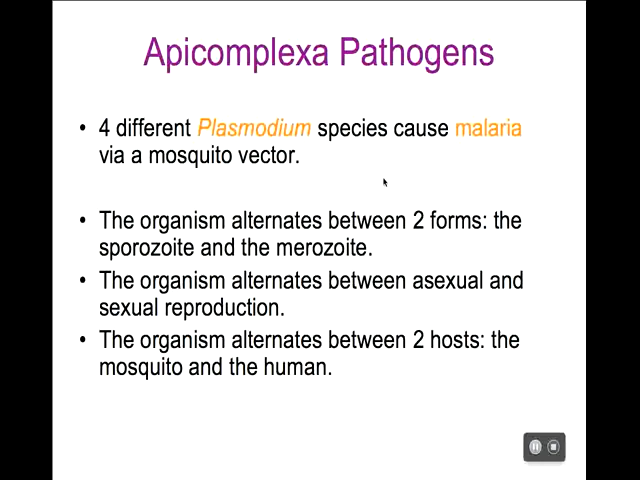 Apicomplexa Pathogens
• 4 different Plasmodium species cause malaria
via a mosquito vector.
• The organism alternates between 2 forms: the
sporozoite and the merozoite.
• The organism alternates between asexual and
sexual reproduction.
• The organism alternates between 2 hosts: the
mosquito and the human.